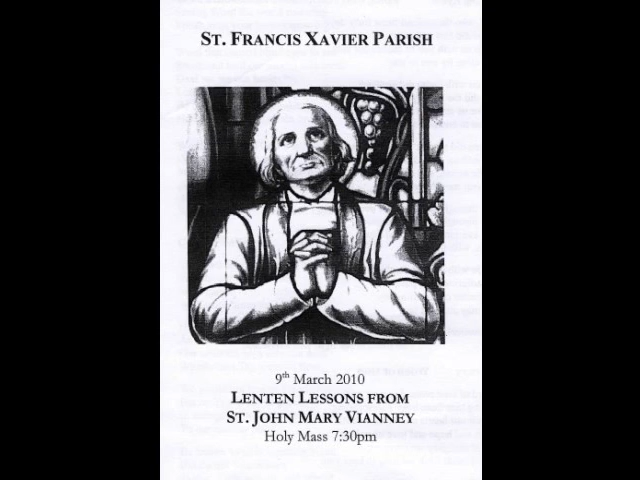 ST. FRANCIS XAVIER PARISH
9th March 2010
LENTEN LESSONS FROM
ST. JOHN MARY VIANNEY
Holy Mass 7:30pm